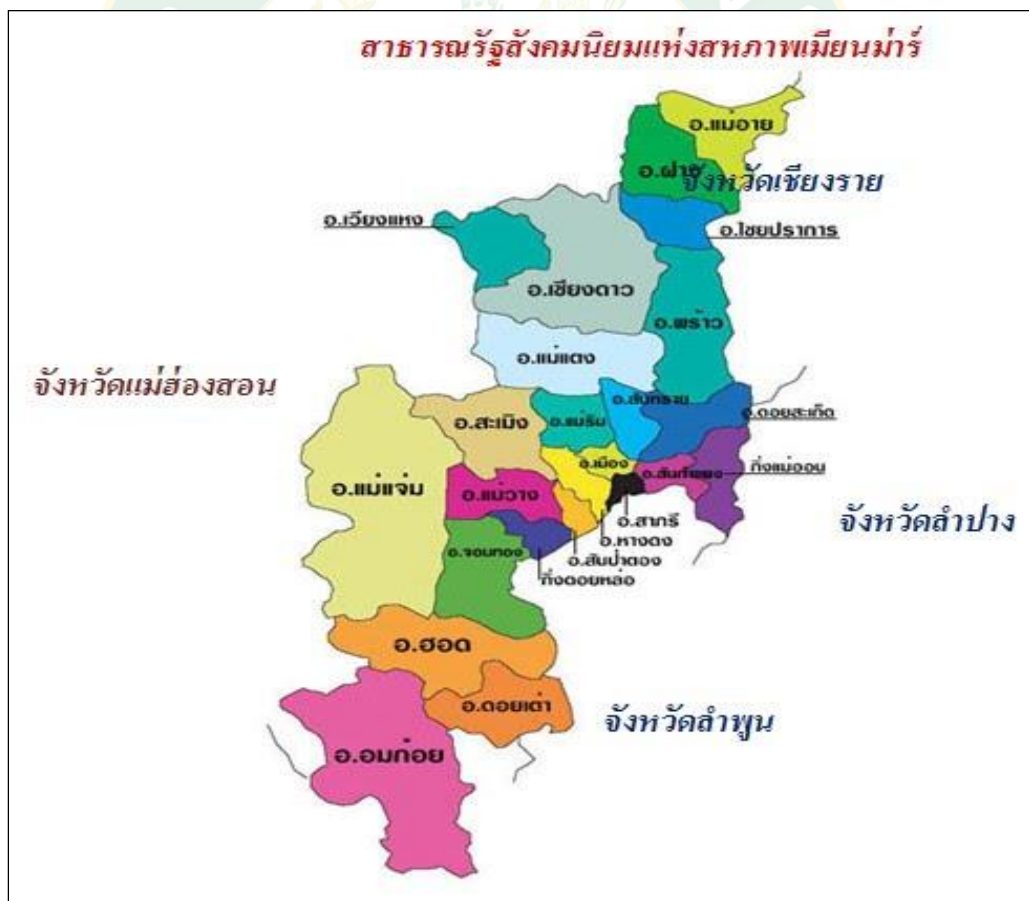 สาธารณรัฐสังคมนิยมแห่งสหภาพเมียนม่าร์
อ.แม่อาย
อ.ฝาง
จังหวัดเชียงราย
อ.เวียงแหง
อ.ไชยปราการ
อ.เชียงดาว
อ.พร้าว
อ.แม่แตง
จังหวัดแม่ฮ่องสอน
อ.สันทราย
อ.ดอยสะเก็ด
อ.สะเมิง
อ.แม่ริม
อ.เมือง
อ.สันกำแพง
กิ่งแม่ออน
อ.แม่แจ่ม
อ.แม่วาง
อ.สารภี
จังหวัดลำปาง
อ.หางดง
อ.จอมทอง
อ.สันป่าตอง
กิ่งดอยหล่อ
อ.ฮอด
อ.ดอยเต่า
จังหวัดลำพูน
อ.อมก๋อย